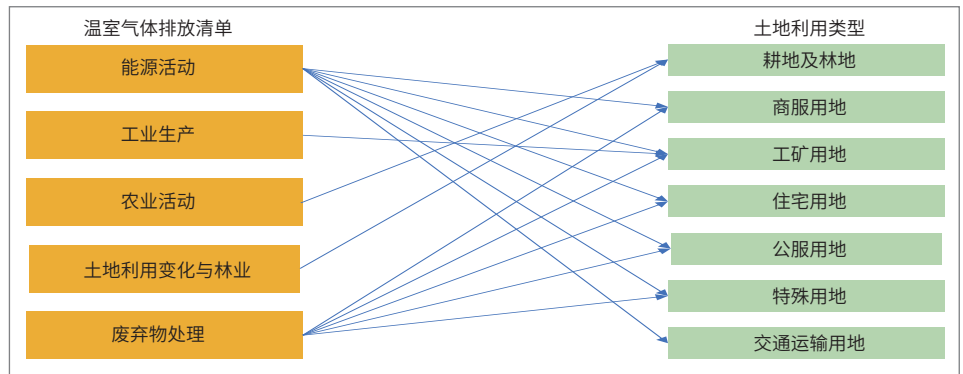 温室气体排放清单
能源活动
工业生产
农业活动
土地利用变化与林业
废弃物处理
土地利用类型
耕地及林地
商服用地
工矿用地
住宅用地
公服用地
特殊用地
交通运输用地